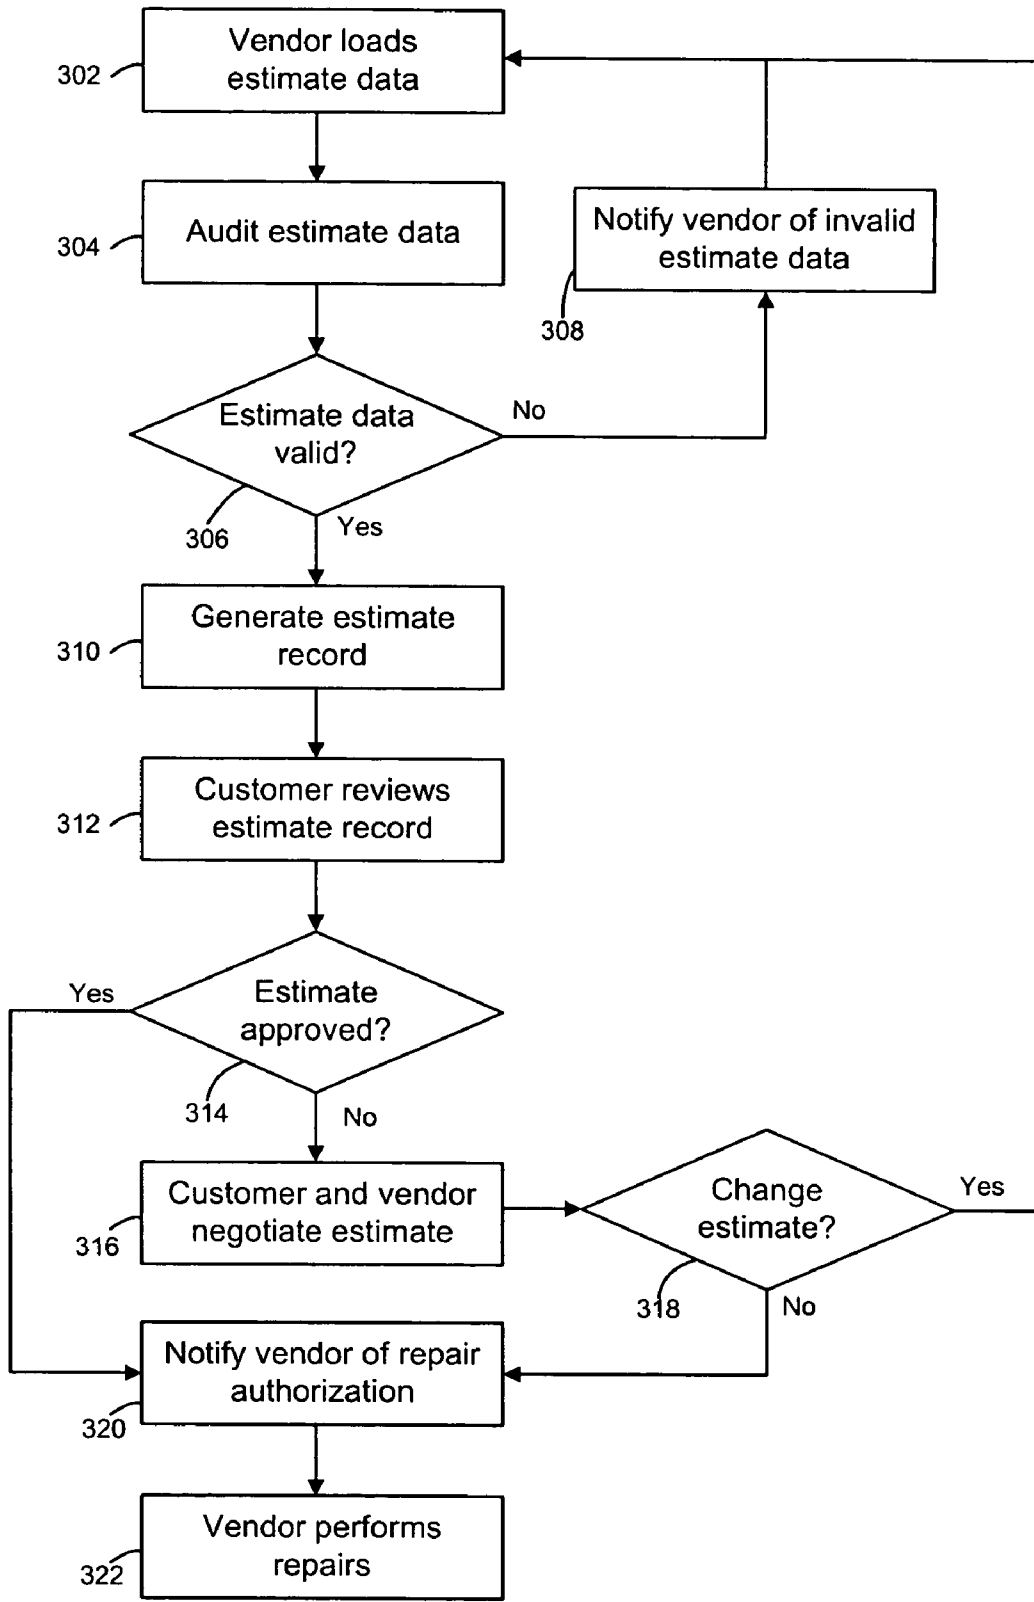 Vendor loads
estimate data
302
Audit estimate data
304
Notify vendor of invalid
estimate data
308
Estimate data
valid?
No
306
Yes
Generate estimate
record
310
Customer reviews
estimate record
312
Yes
Estimate
approved?
314
No
Customer and vendor
negotiate estimate
316
Change
estimate?
Yes
318
No
Notify vendor of repair
authorization
320
Vendor performs
repairs
322